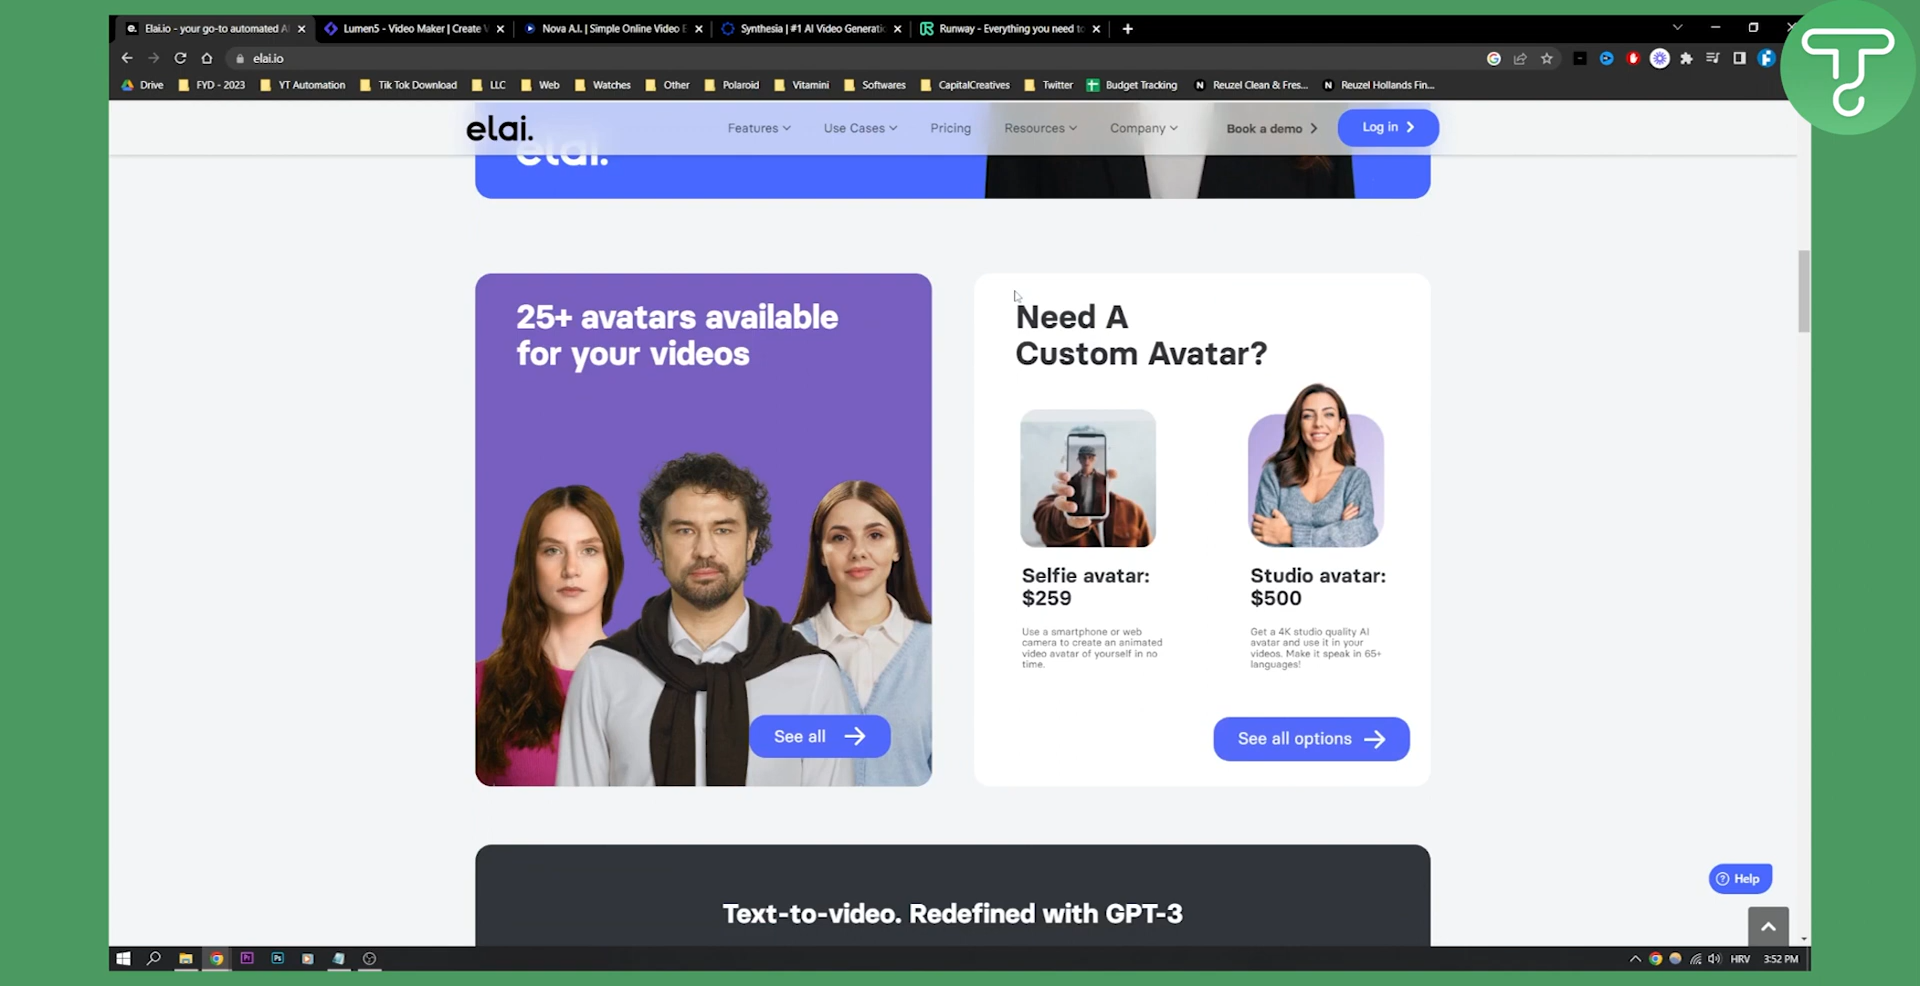 Elai.io - your go-to automated AI
Lumen5 - Video Maker | Create V
Nova A.I. | Simple Online Video E
Synthesia | #1 AI Video Generatio
Runway - Everything you need to
elai.io
Drive
FYD - 2023
YT Automation
Tik Tok Download
LLC
Web
Watches
Other
Polaroid
Vitamini
Softwares
CapitalCreatives
Twitter
Budget Tracking
Reuzel Clean & Fres...
Reuzel Hollands Fin...
elai.
Features
Use Cases
Pricing
Resources
Company
Book a demo
Log in
elai.
25+ avatars available
for your videos
See all
Need A
Custom Avatar?
Selfie avatar:
$259
Use a smartphone or web
camera to create an animated
video avatar of yourself in no
time.
Studio avatar:
$500
Get a 4K studio quality AI
avatar and use it in your
videos. Make it speak in 65+
languages!
See all options
Text-to-video. Redefined with GPT-3
Help
HRV
3:52 PM